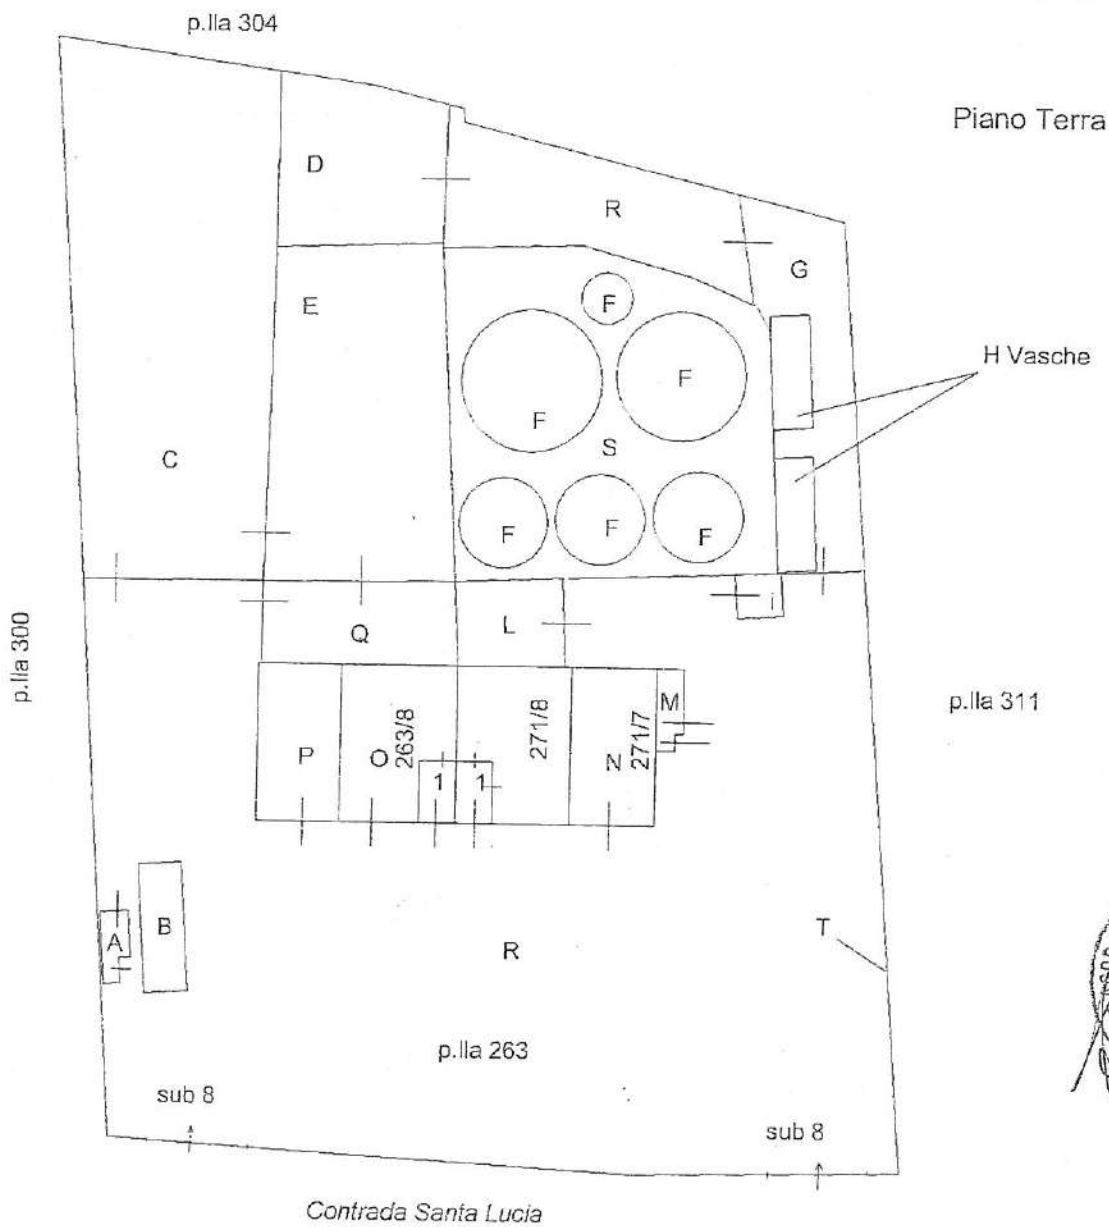 p.lla 304
Piano Terra
D
R
G
E
F
H Vasche
F
F
C
S
F
F
F
i
Q
L
p.lla 300
M
p.lla 311
263/8
271/8
271/7
P
O
N
1
1
A
B
R
T
p.lla 263
sub 8
sub 8
Contrada Santa Lucia